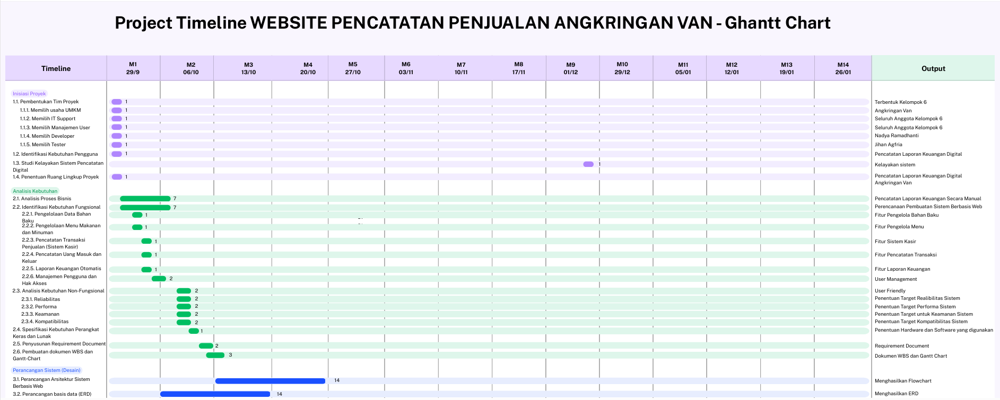 Project Timeline WEBSITE PENCATATAN PENJUALAN ANGKRINGAN VAN - Ghantt Chart
Timeline M1 M2 M3 M4 M5 M6 M7 M8 M9 M10 M11 M12 M13 M14 Output
29/9 06/10 13/10 20/10 27/10 03/11 10/11 17/11 01/12 29/12 05/01 12/01 19/01 26/01
Inisiasi Proyek
1.1. Pembentukan Tim Proyek 1 Terbentuk Kelompok 6
1.1.1. Memilih usaha UMKM 1 Angkringan Van
1.1.2. Memilih IT Support 1 Seluruh Anggota Kelompok 6
1.1.3. Memilih Manajemen User 1 Seluruh Anggota Kelompok 6
1.1.4. Memilih Developer 1 Nadya Ramadhanti
1.1.5. Memilih Tester 1 Jihan Agfria
1.2. Identifikasi Kebutuhan Pengguna 1 Pencatatan Laporan Keuangan Digital
1.3. Studi Kelayakan Sistem Pencatatan 1 Kelayakan sistem
Digital
1.4. Penentuan Ruang Lingkup Proyek 1 Pencatatan Laporan Keuangan Digital
Angkringan Van
Analisis Kebutuhan
2.1. Analisis Proses Bisnis 7 Pencatatan Laporan Keuangan Secara Manual
2.2. Identifikasi Kebutuhan Fungsional 7 Perencanaan Pembuatan Sistem Berbasis Web
2.2.1. Pengelolaan Data Bahan 1 Fitur Pengelola Bahan Baku
Baku
2.2.2. Pengelolaan Menu Makanan 1 Fitur Pengelola Menu
dan Minuman
2.2.3. Pencatatan Transaksi 1 Fitur Sistem Kasir
Penjualan (Sistem Kasir)
2.2.4. Pencatatan Uang Masuk dan 1 Fitur Pencatatan Transaksi
Keluar
2.2.5. Laporan Keuangan Otomatis 1 Fitur Laporan Keuangan
2.2.6. Manajemen Pengguna dan 2 User Management
Hak Akses
2.3. Analisis Kebutuhan Non-Fungsional 2 User Friendly
2.3.1. Reliabilitas 2 Penentuan Target Realibilitas Sistem
2.3.2. Performa 2 Penentuan Target Performa Sistem
2.3.3. Keamanan 2 Penentuan Target untuk Keamanan Sistem
2.3.4. Kompatibilitas 2 Penentuan Target Kompatibilitas Sistem
2.4. Spesifikasi Kebutuhan Perangkat 1 Penentuan Hardware dan Software yang digunakan
Keras dan Lunak
2.5. Penyusunan Requirement Document 2 Requirement Document
2.6. Pembuatan dokumen WBS dan 3 Dokumen WBS dan Gantt Chart
Gantt-Chart
Perancangan Sistem (Desain)
3.1. Perancangan Arsitektur Sistem 14 Menghasilkan Flowchart
Berbasis Web
3.2. Perancangan basis data (ERD) 14 Menghasilkan ERD